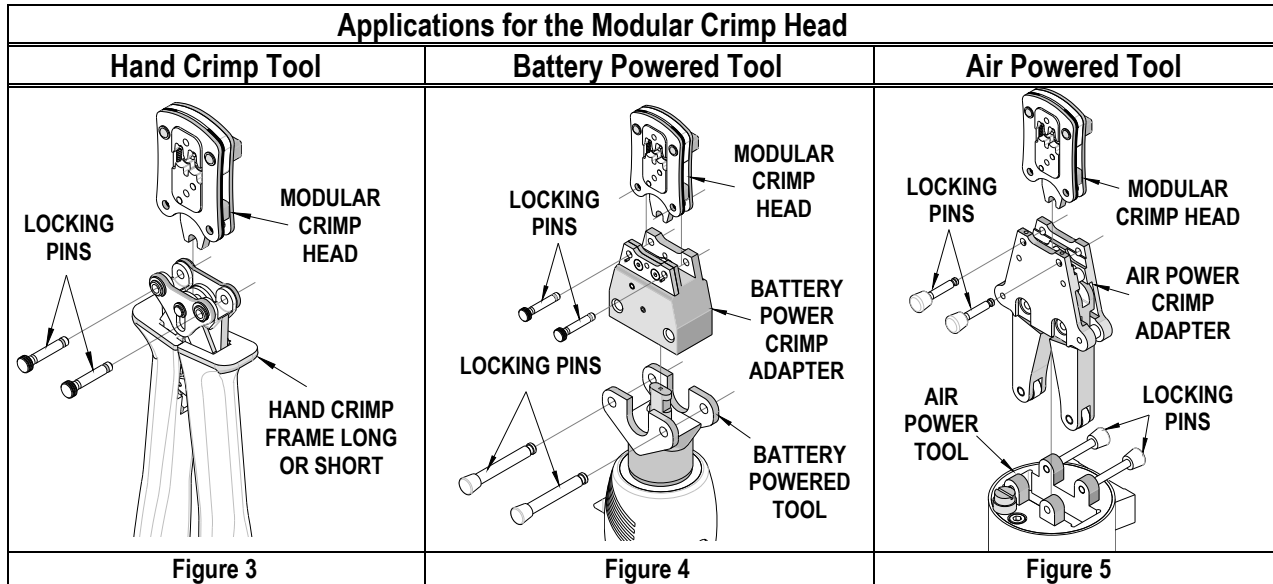 Applications for the Modular Crimp Head
Hand Crimp Tool
Battery Powered Tool
Air Powered Tool
LOCKING
PINS
MODULAR
CRIMP
HEAD
HAND CRIMP
FRAME LONG
OR SHORT
LOCKING
PINS
MODULAR
CRIMP
HEAD
BATTERY
POWER
CRIMP
ADAPTER
LOCKING PINS
BATTERY
POWERED
TOOL
LOCKING
PINS
MODULAR
CRIMP HEAD
AIR POWER
CRIMP
ADAPTER
AIR
POWER
TOOL
LOCKING
PINS
Figure 3
Figure 4
Figure 5